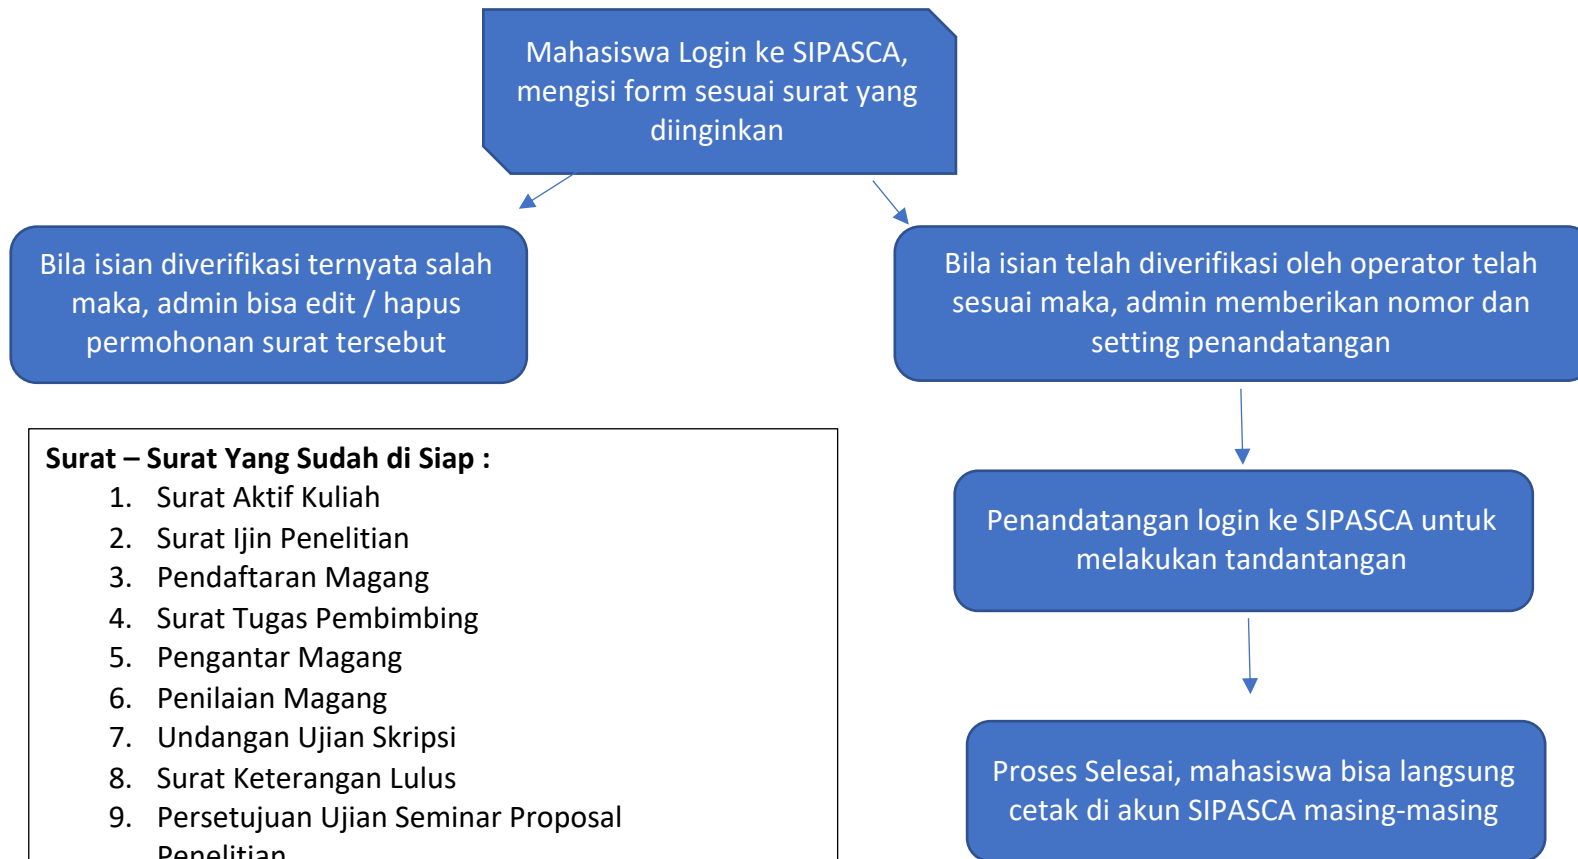 Mahasiswa Login ke SIPASCA,
mengisi form sesuai surat yang
diinginkan
Bila isian diverifikasi ternyata salah
maka, admin bisa edit / hapus
permohonan surat tersebut
Bila isian telah diverifikasi oleh operator telah
sesuai maka, admin memberikan nomor dan
setting penandatangan
Surat – Surat Yang Sudah di Siap :
1. Surat Aktif Kuliah
2. Surat Ijin Penelitian
3. Pendaftaran Magang
4. Surat Tugas Pembimbing
5. Pengantar Magang
6. Penilaian Magang
7. Undangan Ujian Skripsi
8. Surat Keterangan Lulus
9. Persetujuan Ujian Seminar Proposal
Penelitian
Penandatangan login ke SIPASCA untuk
melakukan tandantangan
Proses Selesai, mahasiswa bisa langsung
cetak di akun SIPASCA masing-masing